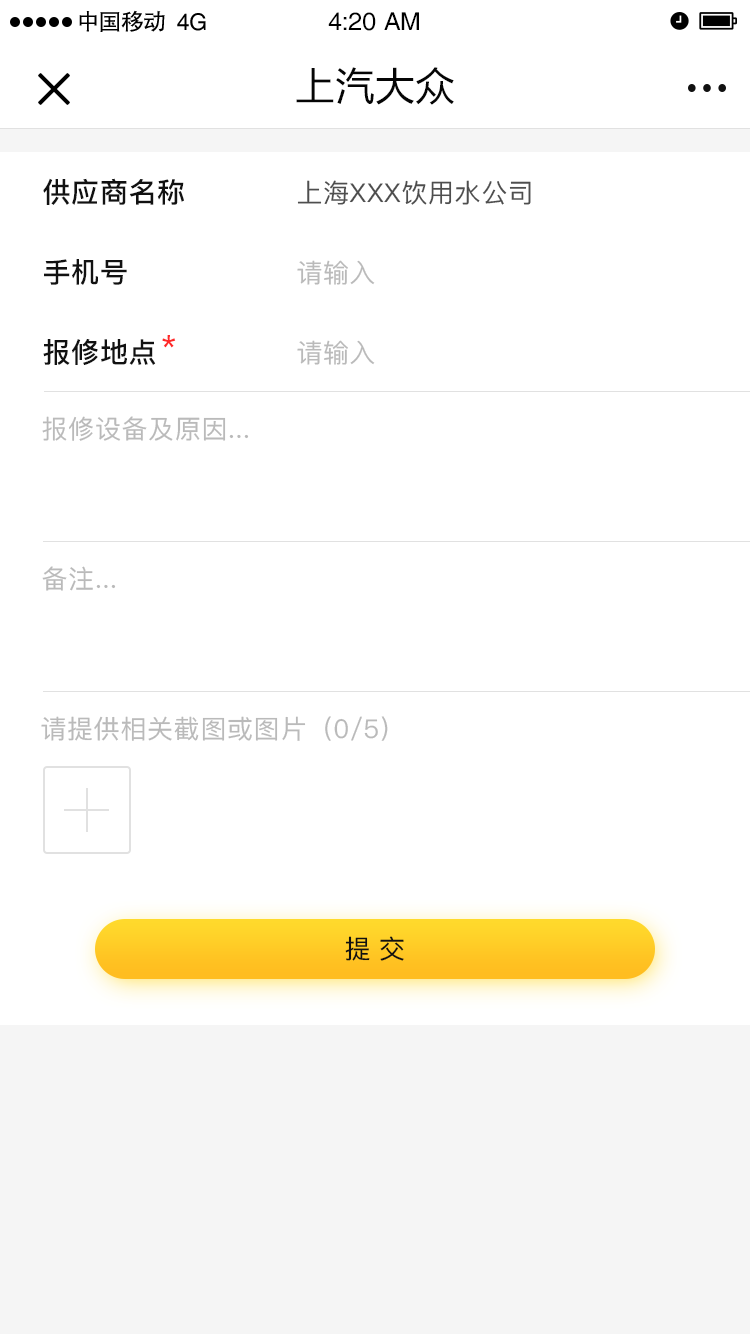 中国移动 4G 4:20 AM
上汽大众
供应商名称 上海XXX饮用水公司
手机号 请输入
报修地点* 请输入
报修设备及原因...
备注...
请提供相关截图或图片（0/5）
提 交